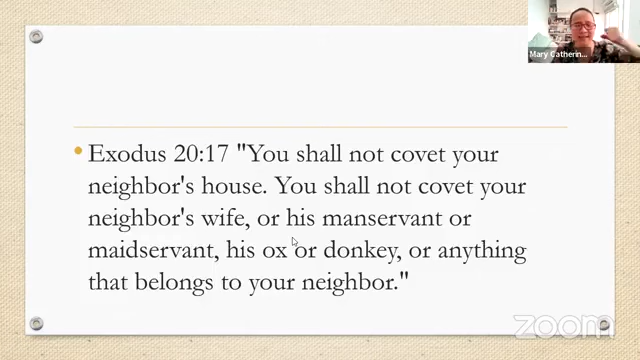 Mary Catherin...
• Exodus 20:17 "You shall not covet your
neighbor's house. You shall not covet your
neighbor's wife, or his manservant or
maidservant, his ox or donkey, or anything
that belongs to your neighbor."
zoom